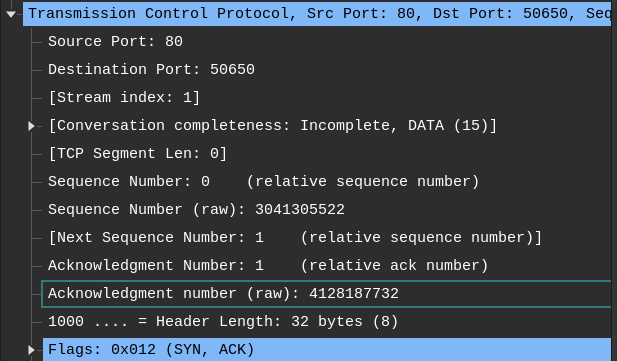 Transmission Control Protocol, Src Port: 80, Dst Port: 50650, Seq
Source Port: 80
Destination Port: 50650
[Stream index: 1]
[Conversation completeness: Incomplete, DATA (15)]
[TCP Segment Len: 0]
Sequence Number: 0    (relative sequence number)
Sequence Number (raw): 3041305522
[Next Sequence Number: 1    (relative sequence number)]
Acknowledgment Number: 1    (relative ack number)
Acknowledgment number (raw): 4128187732
1000 .... = Header Length: 32 bytes (8)
Flags: 0x012 (SYN, ACK)